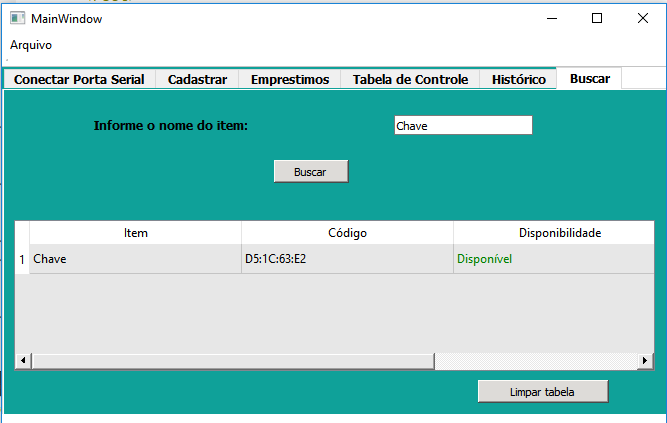 MainWindow
Arquivo
Conectar Porta Serial Cadastrar Emprestimos Tabela de Controle Histórico Buscar
Informe o nome do item: Chave
Buscar
Item Código Disponibilidade
1 Chave D5:1C:63:E2 Disponível
Limpar tabela